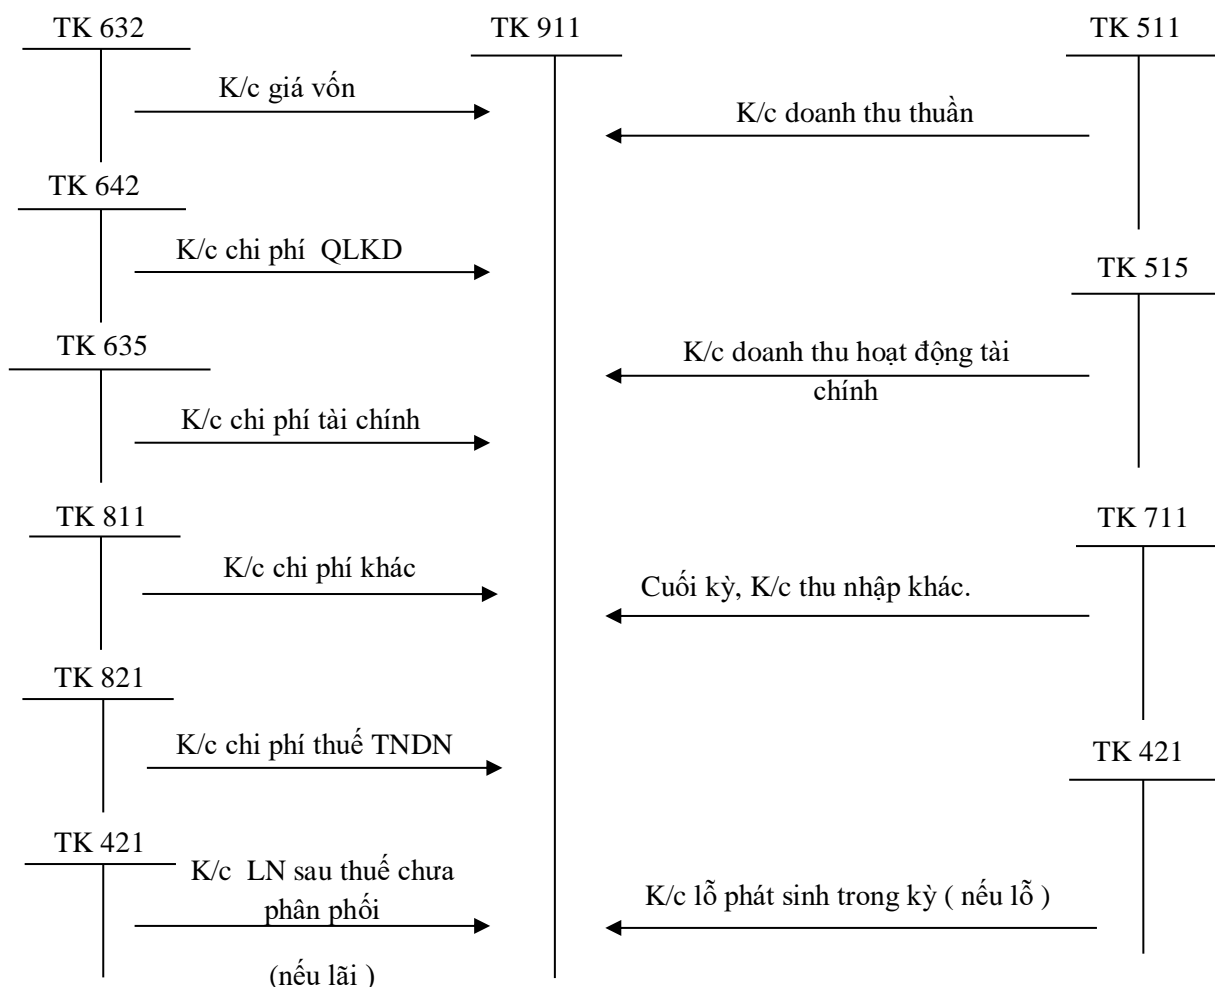 TK 632
TK 911
TK 511
K/c giá vốn
K/c doanh thu thuần
TK 642
K/c chi phí  QLKD
TK 515
TK 635
K/c doanh thu hoạt động tài
chính
K/c chi phí tài chính
TK 811
TK 711
K/c chi phí khác
Cuối kỳ, K/c thu nhập khác.
TK 821
K/c chi phí thuế TNDN
TK 421
TK 421
K/c  LN sau thuế chưa
phân phối
K/c lỗ phát sinh trong kỳ ( nếu lỗ )
(nếu lãi )